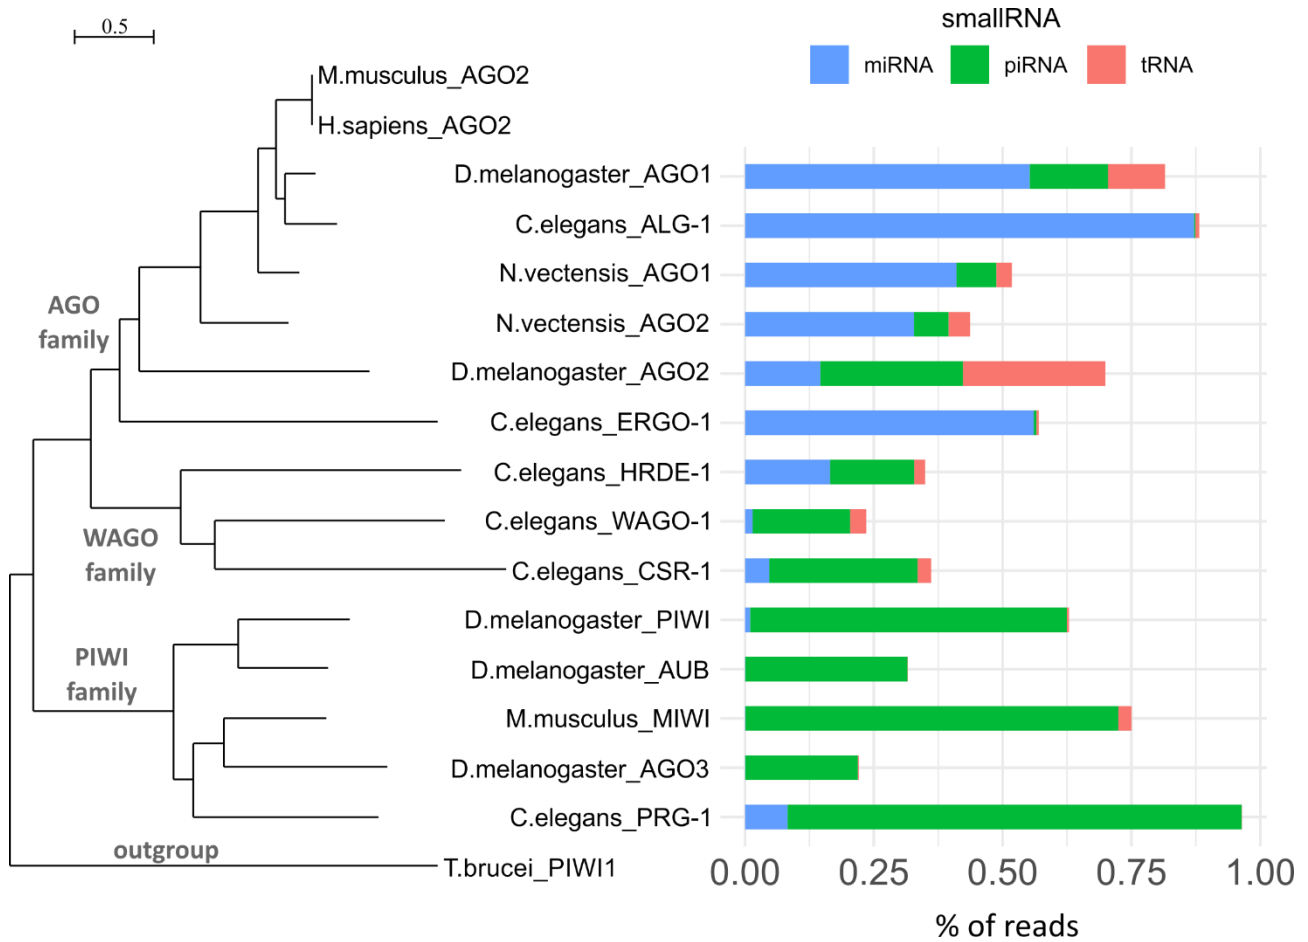 0.5
smallRNA
miRNA piRNA tRNA
M.musculus_AGO2
H.sapiens_AGO2
D.melanogaster_AGO1
C.elegans_ALG-1
N.vectensis_AGO1
AGO
family
N.vectensis_AGO2
D.melanogaster_AGO2
C.elegans_ERGO-1
C.elegans_HRDE-1
C.elegans_WAGO-1
WAGO
family
C.elegans_CSR-1
D.melanogaster_PIWI
PIWI
family
D.melanogaster_AUB
M.musculus_MIWI
D.melanogaster_AGO3
C.elegans_PRG-1
outgroup
T.brucei_PIWI1
0.00 0.25 0.50 0.75 1.00
% of reads